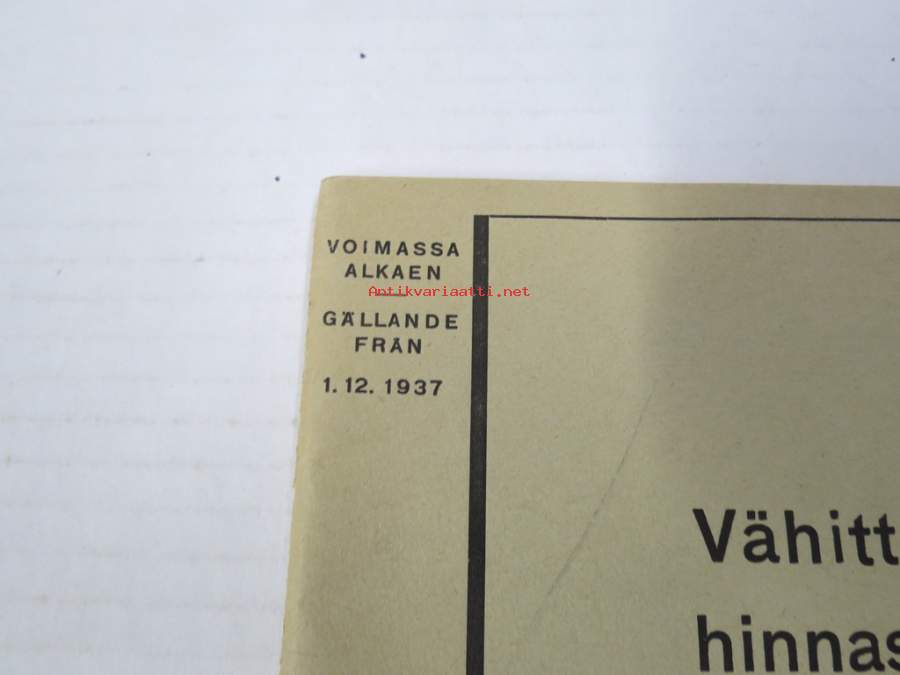 VOIMASSA
ALKAEN
Antikvariaatti.net
GÄLLANDE
FRÅN
1. 12. 1937
Vähitt
hinnas